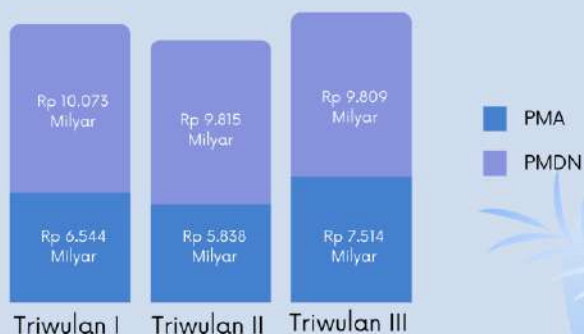 Rp 10.073
Milyar
Rp 9.815
Milyar
Rp 9.809
Milyar
PMA
PMDN
Rp 6.544
Milyar
Rp 5.838
Milyar
Rp 7.514
Milyar
Triwulan I
Triwulan II
Triwulan III